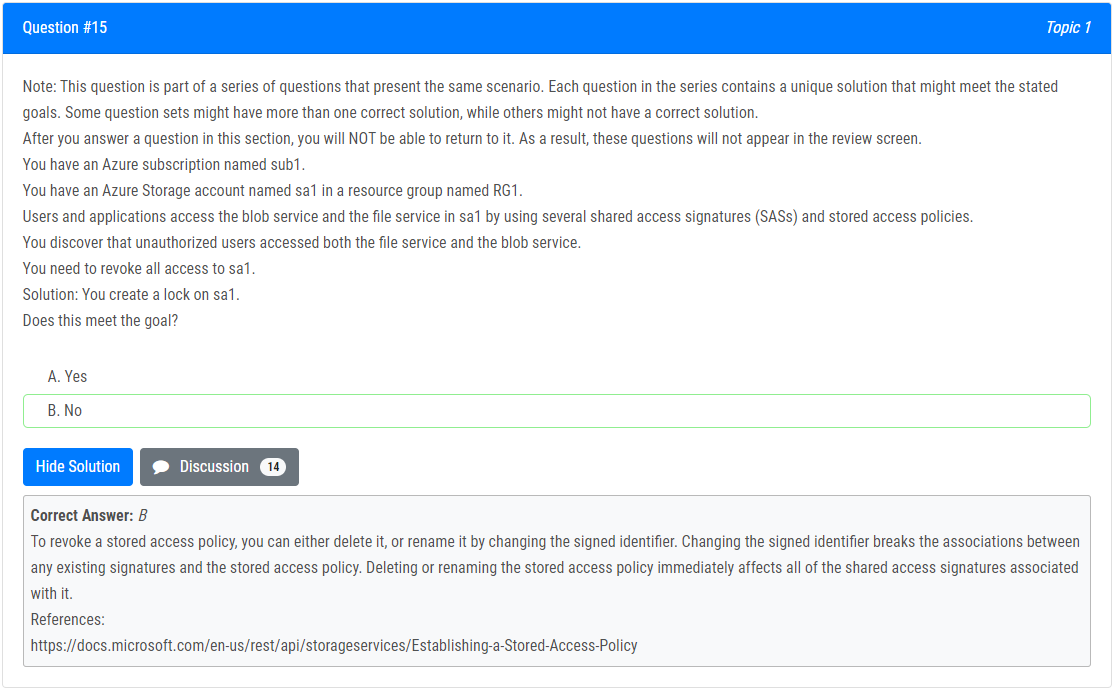 Question #15
Topic 1
Note: This question is part of a series of questions that present the same scenario. Each question in the series contains a unique solution that might meet the stated
goals. Some question sets might have more than one correct solution, while others might not have a correct solution.
After you answer a question in this section, you will NOT be able to return to it. As a result, these questions will not appear in the review screen.
You have an Azure subscription named sub1.
You have an Azure Storage account named sa1 in a resource group named RG1.
Users and applications access the blob service and the file service in sa1 by using several shared access signatures (SASs) and stored access policies.
You discover that unauthorized users accessed both the file service and the blob service.
You need to revoke all access to sa1.
Solution: You create a lock on sa1.
Does this meet the goal?
A. Yes
B. No
Hide Solution
Discussion 14
Correct Answer: B
To revoke a stored access policy, you can either delete it, or rename it by changing the signed identifier. Changing the signed identifier breaks the associations between
any existing signatures and the stored access policy. Deleting or renaming the stored access policy immediately affects all of the shared access signatures associated
with it.
References:
https://docs.microsoft.com/en-us/rest/api/storageservices/Establishing-a-Stored-Access-Policy